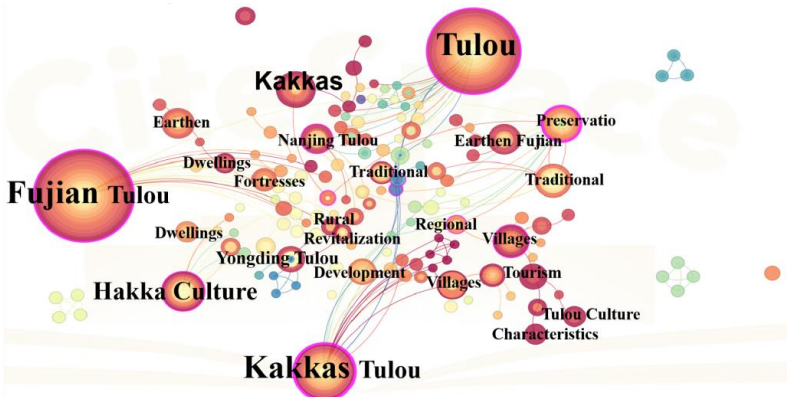 Tulou
Kakkas
Earthen
Preservatio
Nanjing Tulou
Earthen Fujian
Dwellings
Traditional
Fortresses
Traditional
Fujian Tulou
Rural
Regional
Dwellings
Revitalization
Villages
Yongding Tulou
Development
Tourism
Villages
Hakka Culture
Tulou Culture
Characteristics
Kakkas Tulou